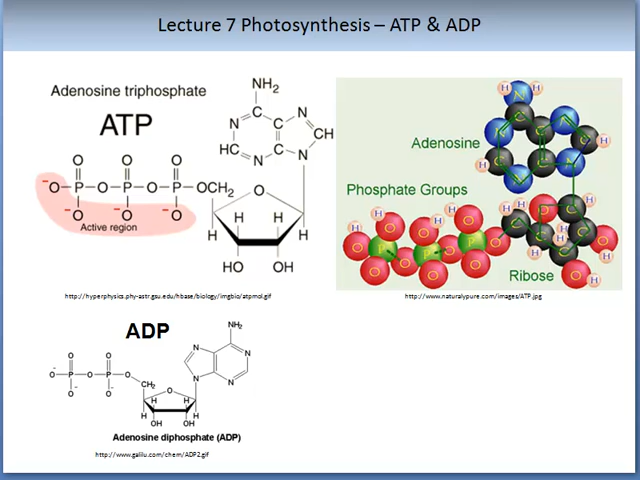 Lecture 7 Photosynthesis – ATP & ADP
Adenosine triphosphate
ATP
NH₂
N C C N CH
HC N C N
O O O
⁻O P O P O P OCH₂ O
⁻O ⁻O ⁻O
Active region
H H H H
HO OH
Adenosine
Phosphate Groups
Ribose
http://hyperphysics.phy-astr.gsu.edu/hbase/biology/imgbio/atpmol.gif
http://www.naturalypure.com/images/ATP.jpg
ADP
NH₂
N N
N N
O O
O P O P O CH₂ O
O⁻ O⁻
H H H H
OH OH
Adenosine diphosphate (ADP)
http://www.galilu.com/chem/ADP2.gif